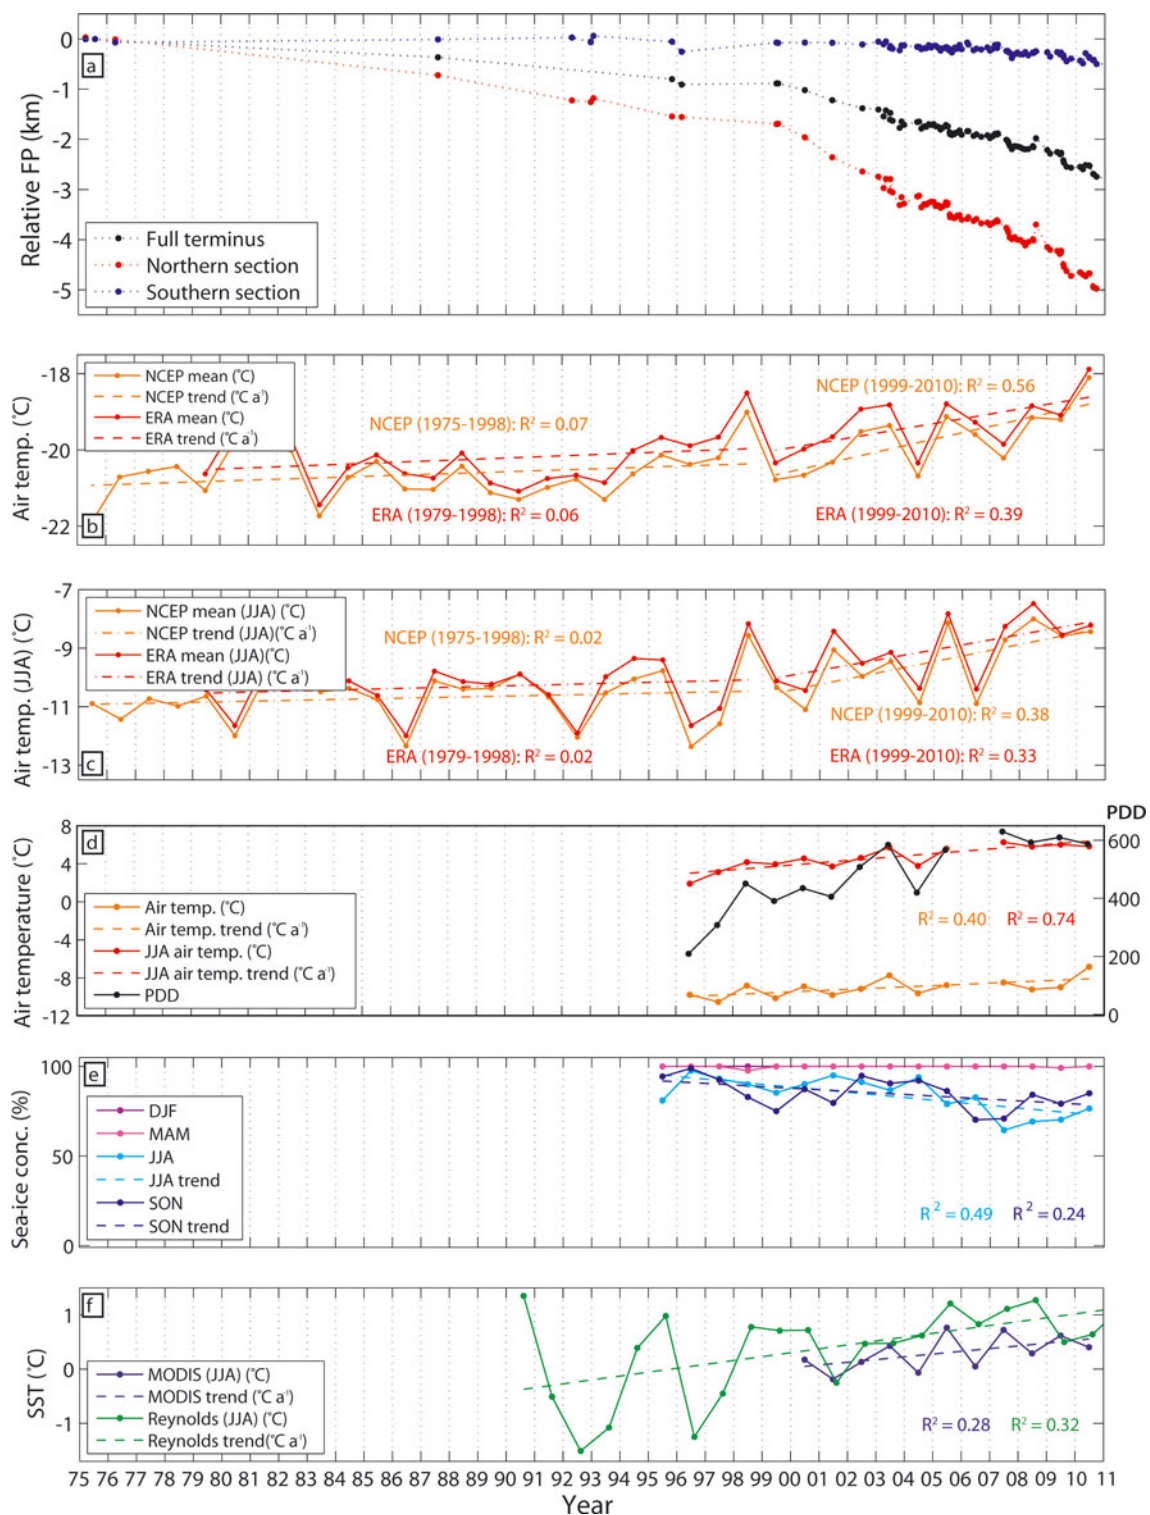 0
-1
-2
-3
-4
-5
Relative FP (km)
a
Full terminus
Northern section
Southern section
-18
-20
-22
Air temp. (°C)
b
NCEP mean (°C)
NCEP trend (°C a⁻¹)
ERA mean (°C)
ERA trend (°C a⁻¹)
NCEP (1975-1998): R² = 0.07
NCEP (1999-2010): R² = 0.56
ERA (1979-1998): R² = 0.06
ERA (1999-2010): R² = 0.39
-7
-9
-11
-13
Air temp. (JJA) (°C)
c
NCEP mean (JJA) (°C)
NCEP trend (JJA)(°C a⁻¹)
ERA mean (JJA)(°C)
ERA trend (JJA)(°C a⁻¹)
NCEP (1975-1998): R² = 0.02
NCEP (1999-2010): R² = 0.38
ERA (1979-1998): R² = 0.02
ERA (1999-2010): R² = 0.33
8
4
0
-4
-8
-12
Air temperature (°C)
d
PDD
600
400
200
0
Air temp. (°C)
Air temp. trend (°C a⁻¹)
JJA air temp. (°C)
JJA air temp. trend (°C a⁻¹)
PDD
R² = 0.40 R² = 0.74
100
50
0
Sea-ice conc. (%)
e
DJF
MAM
JJA
JJA trend
SON
SON trend
R² = 0.49 R² = 0.24
1
0
-1
SST (°C)
f
MODIS (JJA) (°C)
MODIS trend (°C a⁻¹)
Reynolds (JJA) (°C)
Reynolds trend(°C a⁻¹)
R² = 0.28 R² = 0.32
75 76 77 78 79 80 81 82 83 84 85 86 87 88 89 90 91 92 93 94 95 96 97 98 99 00 01 02 03 04 05 06 07 08 09 10 11
Year